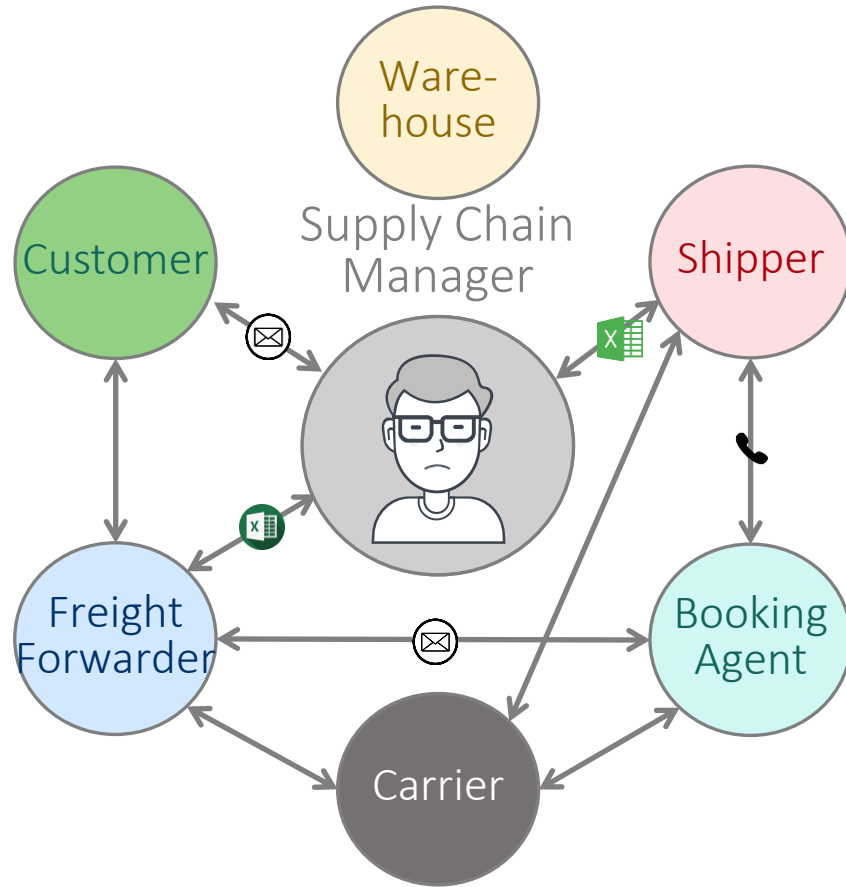 Ware-
house
Supply Chain
Manager
Customer
Shipper
X
X
Freight
Forwarder
Booking
Agent
Carrier